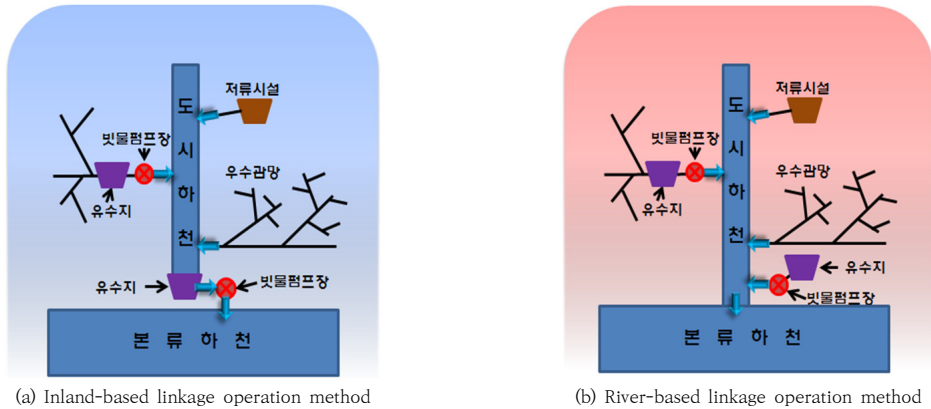 저류시설
도시하천
빗물펌프장
유수지
우수관망
유수지
빗물펌프장
본류하천
(a) Inland-based linkage operation method
저류시설
도시하천
빗물펌프장
유수지
우수관망
유수지
빗물펌프장
본류하천
(b) River-based linkage operation method